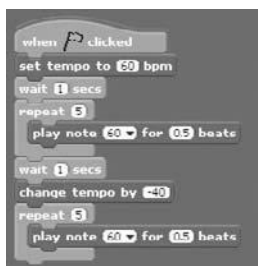 when clicked
set tempo to 60 bpm
wait 1 secs
repeat 5
play note 60 for 0.5 beats
wait 1 secs
change tempo by -40
repeat 5
play note 60 for 0.5 beats